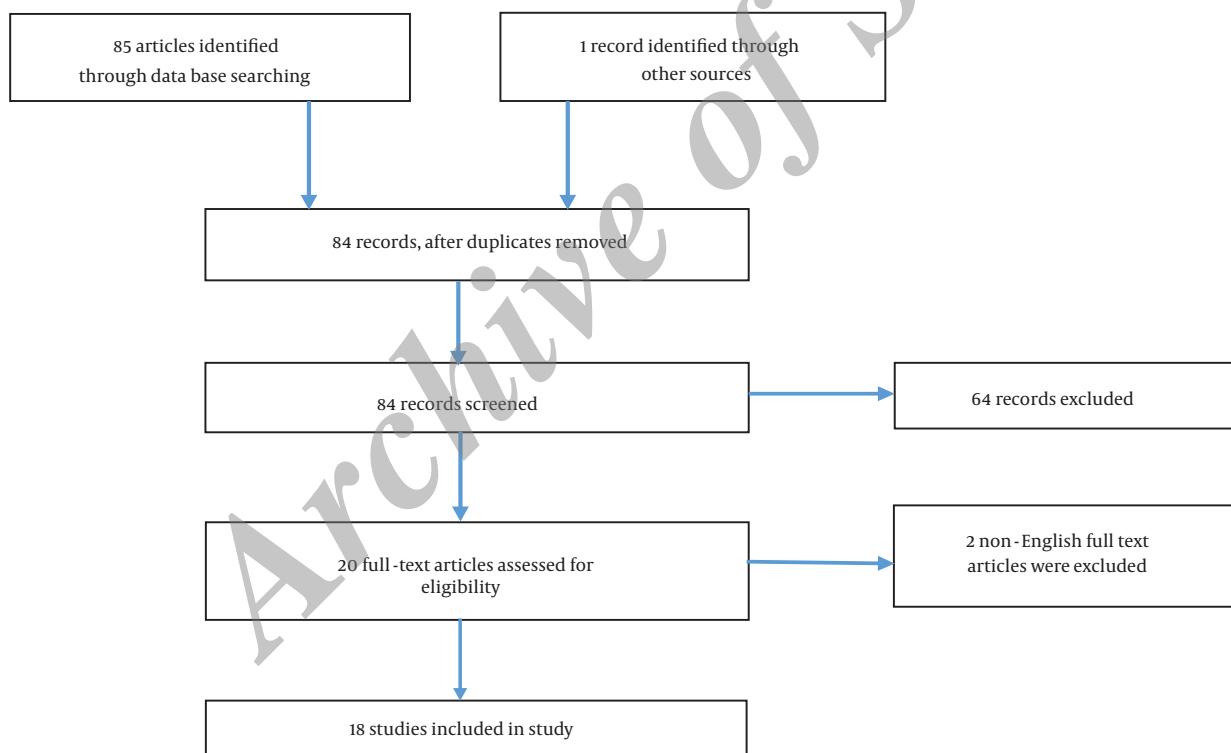 85 articles identified
through data base searching
1 record identified through
other sources
84 records, after duplicates removed
84 records screened
64 records excluded
20 full-text articles assessed for
eligibility
2 non-English full text
articles were excluded
18 studies included in study
Archive of